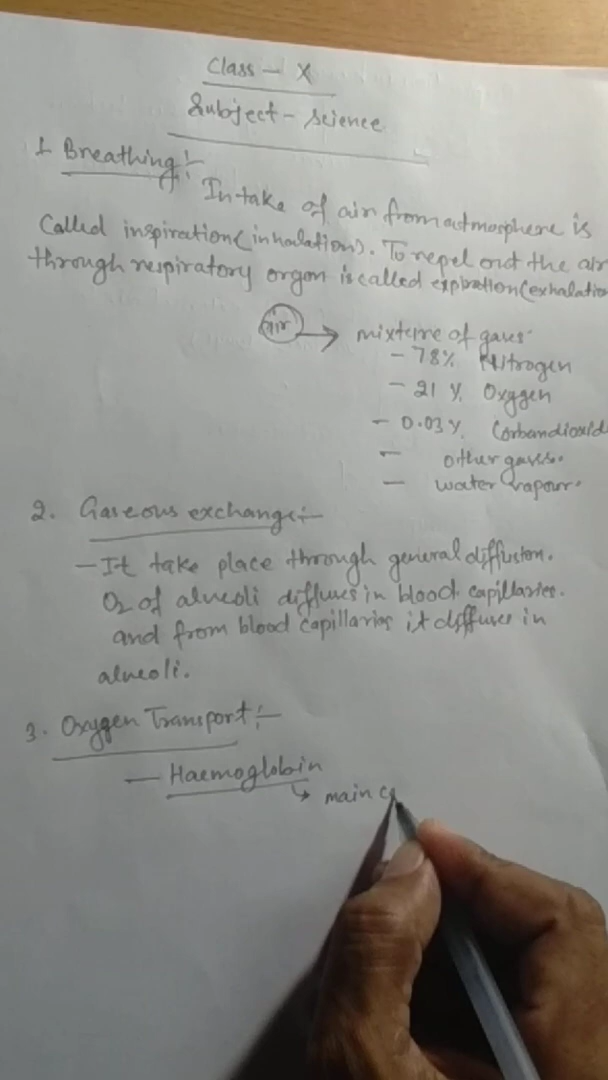 Class - X
Subject - Science
1. Breathing :-
Intake of air from atmosphere is
Called inspiration (inhalation). To repel out the air
through respiratory organ is called expiration (exhalation
air → mixture of gases
- 78% Nitrogen
- 21% Oxygen
- 0.03% Carbandioxid
- other gases.
- water vapour.
2. Gaseous exchange :-
- It take place through general diffusion.
O2 of alveoli diffuses in blood capillaries.
and from blood capillaries it diffuses in
alveoli.
3. Oxygen Transport :-
- Haemoglobin
↳ main